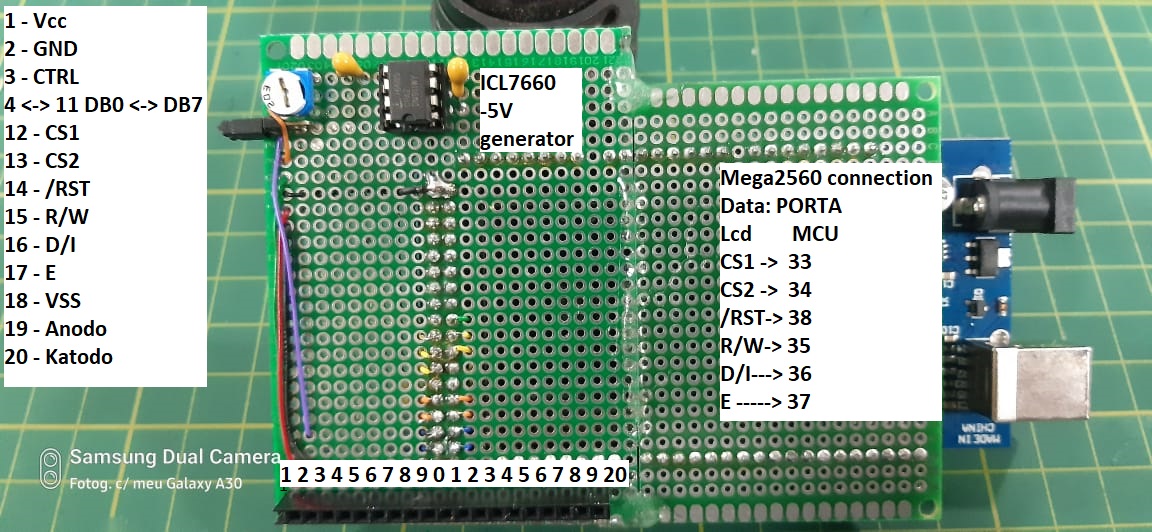 1 - Vcc
2 - GND
3 - CTRL
4 <-> 11 DB0 <-> DB7
12 - CS1
13 - CS2
14 - /RST
15 - R/W
16 - D/I
17 - E
18 - VSS
19 - Anodo
20 - Katodo
ICL7660
-5V
generator
Mega2560 connection
Data: PORTA
Lcd MCU
CS1 -> 33
CS2 -> 34
/RST-> 38
R/W-> 35
D/I---> 36
E -----> 37
MADE IN
CHINA
Samsung Dual Camera
Fotog. c/ meu Galaxy A30
1 2 3 4 5 6 7 8 9 0 1 2 3 4 5 6 7 8 9 20